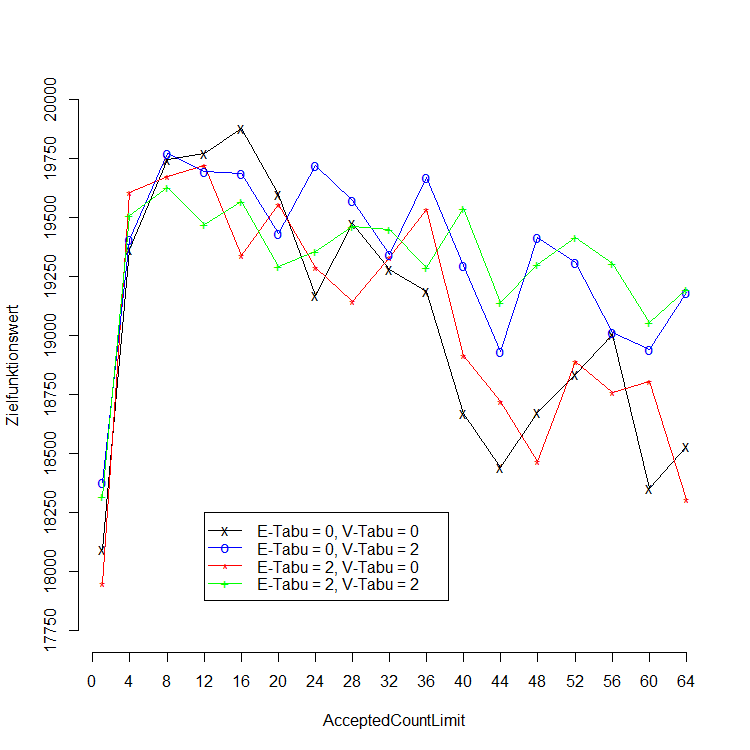 Zielfunktionswert
20000
19750
19500
19250
19000
18750
18500
18250
18000
17750
E-Tabu = 0, V-Tabu = 0
E-Tabu = 0, V-Tabu = 2
E-Tabu = 2, V-Tabu = 0
E-Tabu = 2, V-Tabu = 2
0 4 8 12 16 20 24 28 32 36 40 44 48 52 56 60 64
AcceptedCountLimit